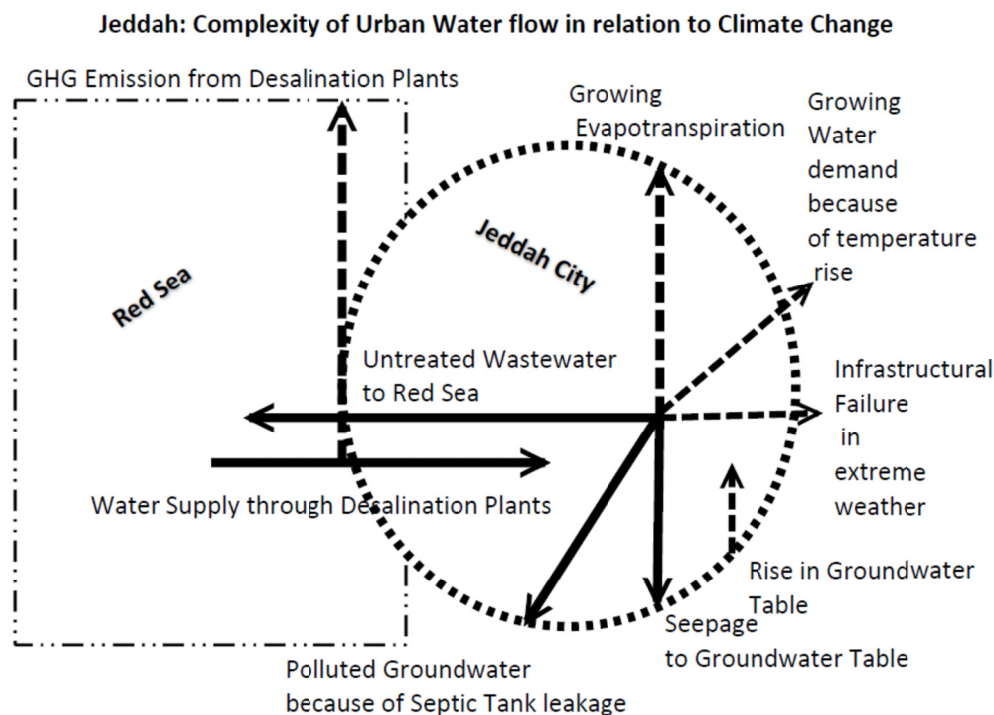 Jeddah: Complexity of Urban Water flow in relation to Climate Change
GHG Emission from Desalination Plants
Growing
Evapotranspiration
Growing
Water
demand
because
of temperature
rise
Red Sea
Jeddah City
Untreated Wastewater
to Red Sea
Infrastructural
Failure
in
extreme
weather
Water Supply through Desalination Plants
Rise in Groundwater
Table
Seepage
to Groundwater Table
Polluted Groundwater
because of Septic Tank leakage